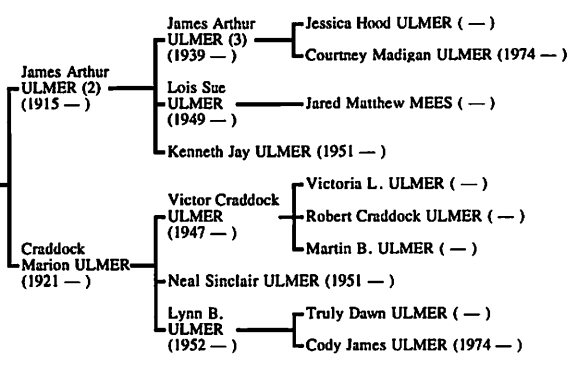 James Arthur
ULMER (2)
(1915 — )
James Arthur
ULMER (3)
(1939 — )
Jessica Hood ULMER ( — )
Courtney Madigan ULMER (1974 — )
Lois Sue
ULMER
(1949 — )
Jared Matthew MEES ( — )
Kenneth Jay ULMER (1951 — )
Craddock
Marion ULMER
(1921 — )
Victor Craddock
ULMER
(1947 — )
Victoria L. ULMER ( — )
Robert Craddock ULMER ( — )
Martin B. ULMER ( — )
Neal Sinclair ULMER (1951 — )
Lynn B.
ULMER
(1952 — )
Truly Dawn ULMER ( — )
Cody James ULMER (1974 — )